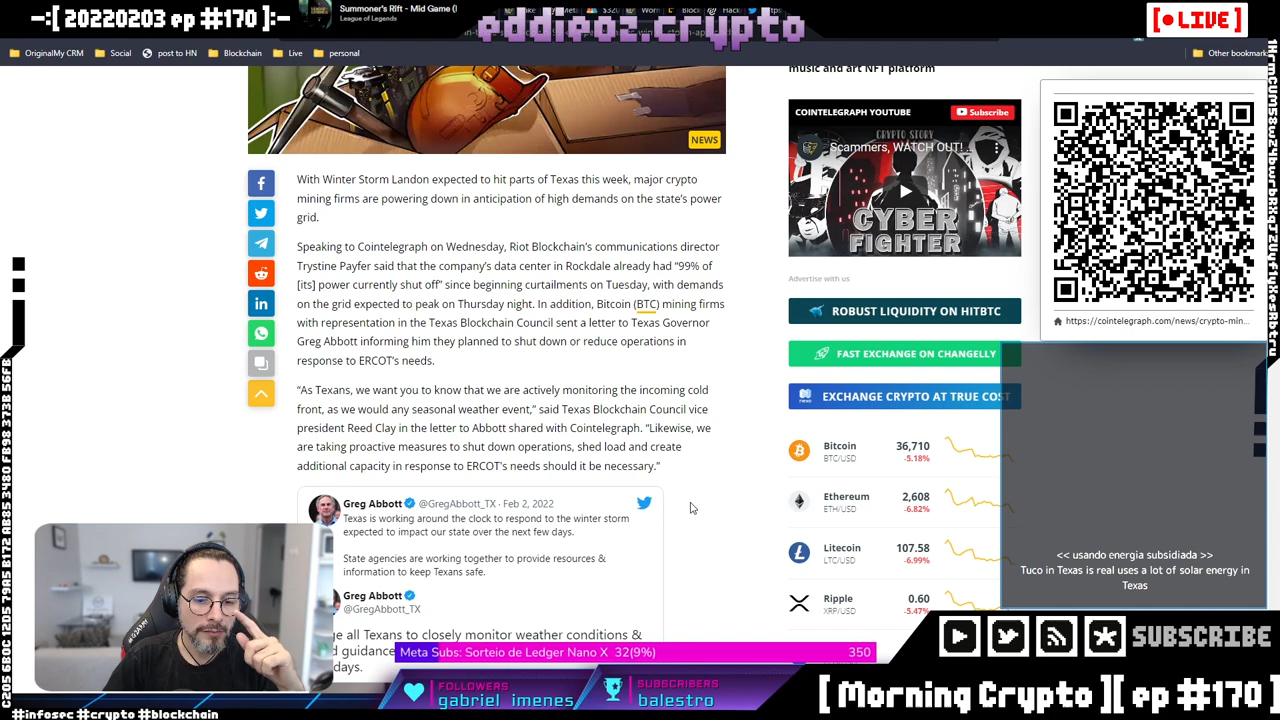 -:[ 20220203 ep #170 ]:-
Summoner's Rift - Mid Game (I
League of Legends
eddieoz.crypto
[ LIVE ]
OriginalMy CRM
Social
post to HN
Blockchain
Live
personal
Other bookmark
music and art NFT platform
NEWS
COINTELEGRAPH YOUTUBE
Subscribe
CRYPTO STORY
Scammers, WATCH OUT! ...
CYBER
FIGHTER
Advertise with us
ROBUST LIQUIDITY ON HITBTC
FAST EXCHANGE ON CHANGELLY
EXCHANGE CRYPTO AT TRUE COST
Bitcoin 36,710
BTC/USD -5.18%
Ethereum 2,608
ETH/USD -6.82%
Litecoin 107.58
LTC/USD -6.99%
Ripple 0.60
XRP/USD -5.47%
With Winter Storm Landon expected to hit parts of Texas this week, major crypto
mining firms are powering down in anticipation of high demands on the state's power
grid.
Speaking to Cointelegraph on Wednesday, Riot Blockchain's communications director
Trystine Payfer said that the company's data center in Rockdale already had "99% of
[its] power currently shut off" since beginning curtailments on Tuesday, with demands
on the grid expected to peak on Thursday night. In addition, Bitcoin (BTC) mining firms
with representation in the Texas Blockchain Council sent a letter to Texas Governor
Greg Abbott informing him they planned to shut down or reduce operations in
response to ERCOT's needs.
"As Texans, we want you to know that we are actively monitoring the incoming cold
front, as we would any seasonal weather event," said Texas Blockchain Council vice
president Reed Clay in the letter to Abbott shared with Cointelegraph. "Likewise, we
are taking proactive measures to shut down operations, shed load and create
additional capacity in response to ERCOT's needs should it be necessary."
Greg Abbott @GregAbbott_TX · Feb 2, 2022
Texas is working around the clock to respond to the winter storm
expected to impact our state over the next few days.
State agencies are working together to provide resources &
information to keep Texans safe.
Greg Abbott
@GregAbbott_TX
e all Texans to closely monitor weather conditions &
d guidance
days.
https://cointelegraph.com/news/crypto-min...
<< usando energia subsidiada >>
Tuco in Texas is real uses a lot of solar energy in
Texas
Meta Subs: Sorteio de Ledger Nano X 32(9%) 350
FOLLOWERS
gabriel imenes
SUBSCRIBERS
balestro
SUBSCRIBE
[ Morning Crypto ][ ep #170 ]
#infosec #crypto #blockchain